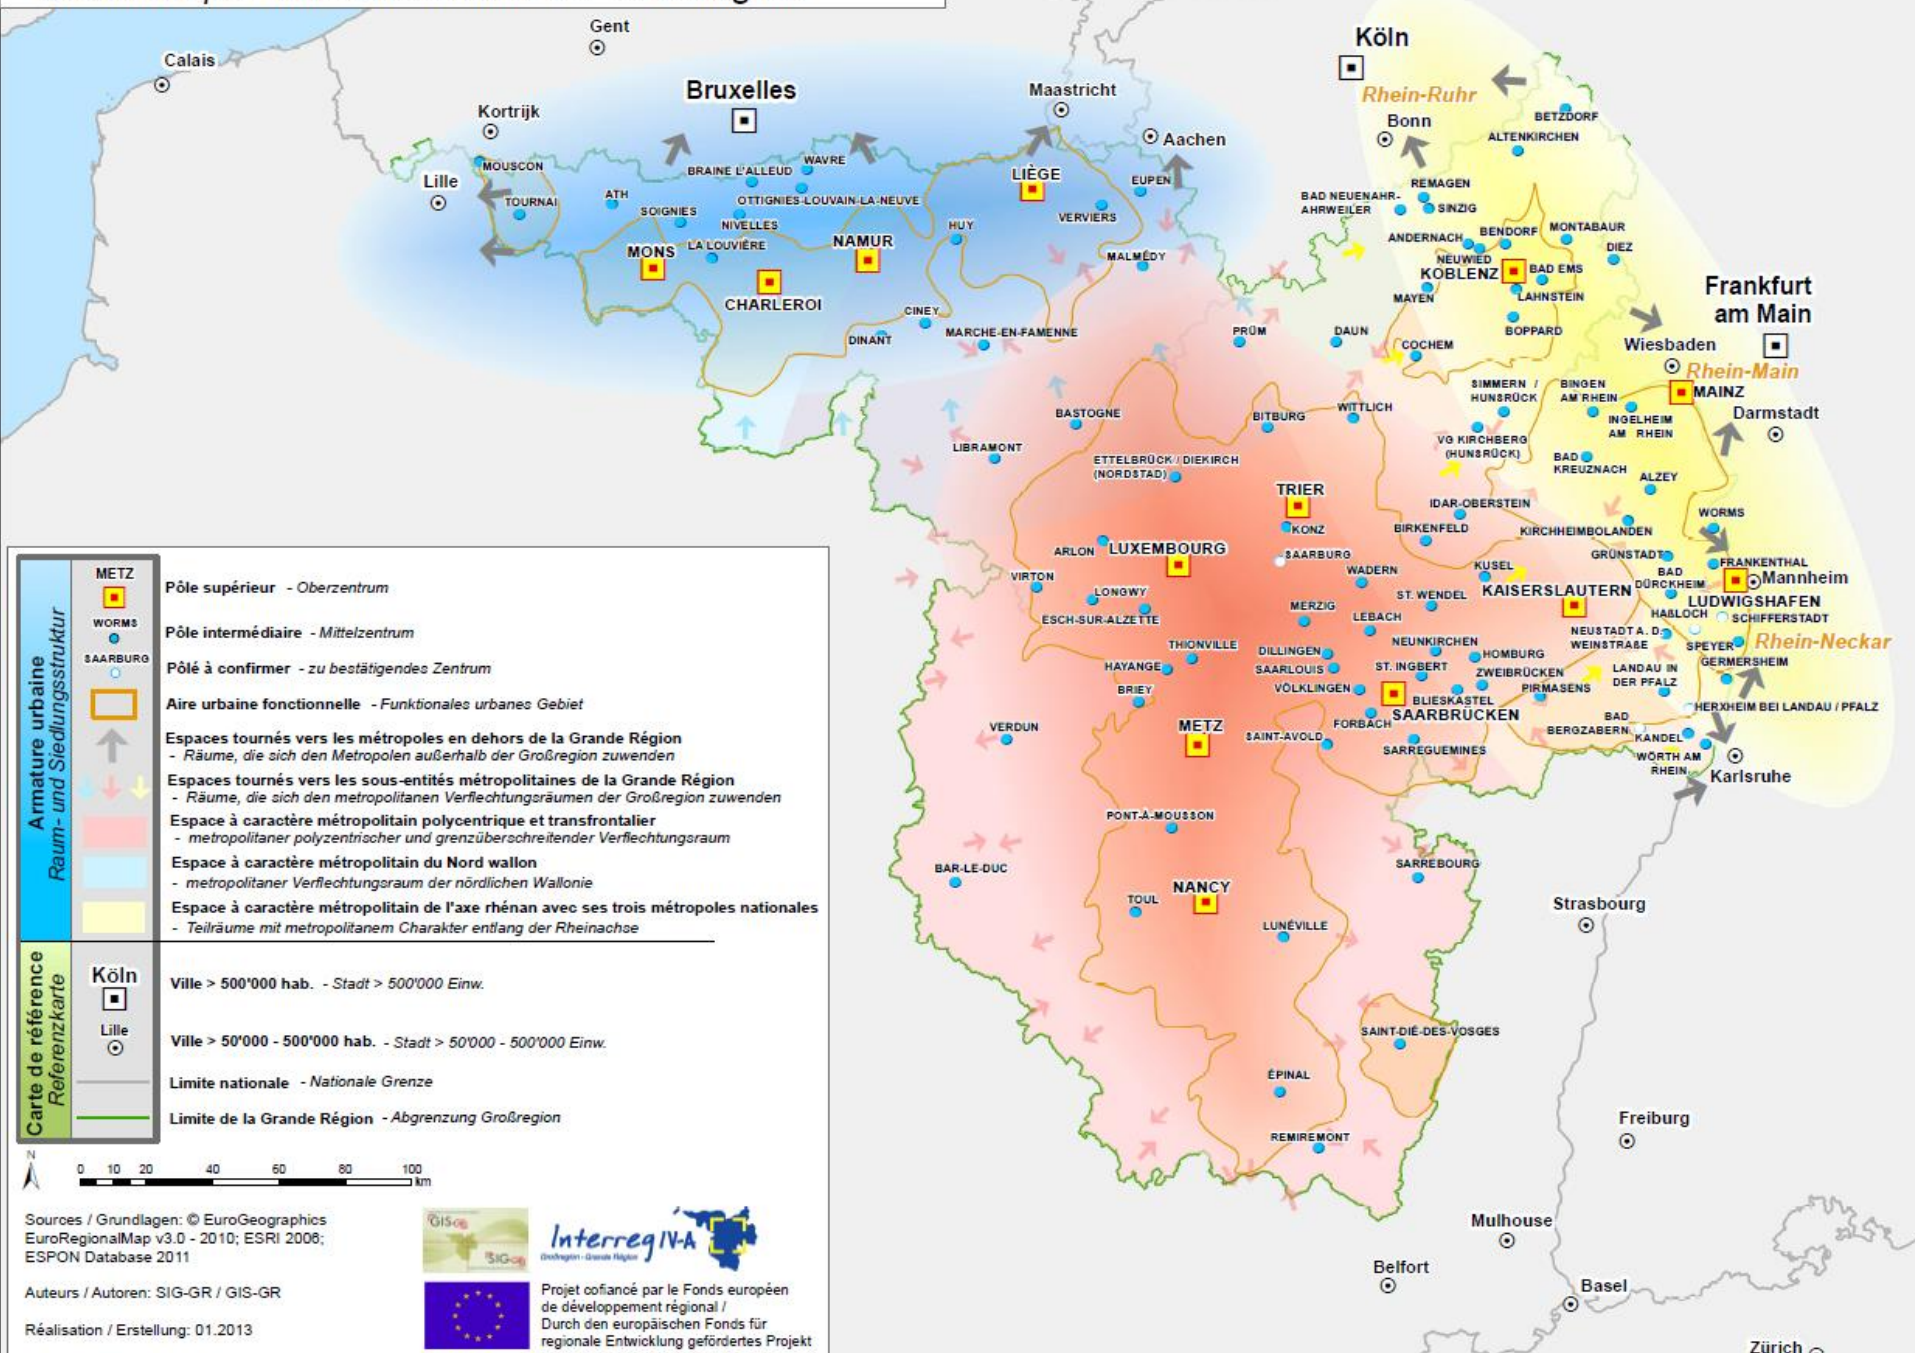 Gent
Calais
Köln
Rhein-Ruhr
Bruxelles
Maastricht
Kortrijk
Bonn
Aachen
BETZDORF
ALTENKIRCHEN
MOUSCON
BRAINE L'ALLEUD
WAVRE
LIÈGE
Lille
TOURNAI
ATH
SOIGNIES
OTTIGNIES-LOUVAIN-LA-NEUVE
NIVELLES
EUPEN
VERVIERS
BAD NEUENAHR-
AHRWEILER
REMAGEN
SINZIG
MONS
LA LOUVIÈRE
NAMUR
HUY
MALMÉDY
ANDERNACH
BENDORF
MONTABAUR
NEUWIED
DIEZ
KOBLENZ
BAD EMS
CHARLEROI
MAYEN
LAHNSTEIN
Frankfurt
am Main
CINEY
DINANT
MARCHE-EN-FAMENNE
PRÜM
DAUN
COCHEM
BOPPARD
Wiesbaden
Rhein-Main
SIMMERN /
HUNSRÜCK
BINGEN
AM RHEIN
MAINZ
INGELHEIM
AM RHEIN
Darmstadt
BASTOGNE
BITBURG
WITTLICH
LIBRAMONT
VG KIRCHBERG
(HUNSRÜCK)
BAD
KREUZNACH
ETTELBRÜCK / DIEKIRCH
(NORDSTAD)
ALZEY
TRIER
IDAR-OBERSTEIN
KONZ
BIRKENFELD
KIRCHHEIMBOLANDEN
WORMS
ARLON
LUXEMBOURG
SAARBURG
GRÜNSTADT
FRANKENTHAL
VIRTON
WADERN
KUSEL
BAD
DÜRCKHEIM
Mannheim
LONGWY
ST. WENDEL
KAISERSLAUTERN
LUDWIGSHAFEN
ESCH-SUR-ALZETTE
MERZIG
LEBACH
HAßLOCH
SCHIFFERSTADT
THIONVILLE
DILLINGEN
NEUNKIRCHEN
NEUSTADT A. D.
WEINSTRAßE
SPEYER
Rhein-Neckar
HAYANGE
SAARLOUIS
ST. INGBERT
HOMBURG
GERMERSHEIM
BRIEY
VÖLKLINGEN
ZWEIBRÜCKEN
LANDAU IN
DER PFALZ
BLIESKASTEL
PIRMASENS
HERXHEIM BEI LANDAU / PFALZ
VERDUN
METZ
FORBACH
SAARBRÜCKEN
BAD
BERGZABERN
SAINT-AVOLD
SARREGUEMINES
KANDEL
WÖRTH AM
RHEIN
Karlsruhe
PONT-À-MOUSSON
BAR-LE-DUC
SARREBOURG
TOUL
NANCY
LUNÉVILLE
Strasbourg
SAINT-DIÉ-DES-VOSGES
ÉPINAL
REMIREMONT
Freiburg
Mulhouse
Belfort
Basel
Zürich
Armature urbaine
Raum- und Siedlungsstruktur
METZ
Pôle supérieur - Oberzentrum
WORMS
Pôle intermédiaire - Mittelzentrum
SAARBURG
Pôlé à confirmer - zu bestätigendes Zentrum
Aire urbaine fonctionnelle - Funktionales urbanes Gebiet
Espaces tournés vers les métropoles en dehors de la Grande Région
- Räume, die sich den Metropolen außerhalb der Großregion zuwenden
Espaces tournés vers les sous-entités métropolitaines de la Grande Région
- Räume, die sich den metropolitanen Verflechtungsräumen der Großregion zuwenden
Espace à caractère métropolitain polycentrique et transfrontalier
- metropolitaner polyzentrischer und grenzüberschreitender Verflechtungsraum
Espace à caractère métropolitain du Nord wallon
- metropolitaner Verflechtungsraum der nördlichen Wallonie
Espace à caractère métropolitain de l'axe rhénan avec ses trois métropoles nationales
- Teilräume mit metropolitanem Charakter entlang der Rheinachse
Carte de référence
Referenzkarte
Köln
Ville > 500'000 hab. - Stadt > 500'000 Einw.
Lille
Ville > 50'000 - 500'000 hab. - Stadt > 50'000 - 500'000 Einw.
Limite nationale - Nationale Grenze
Limite de la Grande Région - Abgrenzung Großregion
N
0 10 20 40 60 80 100
km
Sources / Grundlagen: © EuroGeographics
EuroRegionalMap v3.0 - 2010; ESRI 2006;
ESPON Database 2011
Auteurs / Autoren: SIG-GR / GIS-GR
Réalisation / Erstellung: 01.2013
Interreg IV-A
Großregion - Grande Région
Projet cofiancé par le Fonds européen
de développement régional /
Durch den europäischen Fonds für
regionale Entwicklung gefördertes Projekt